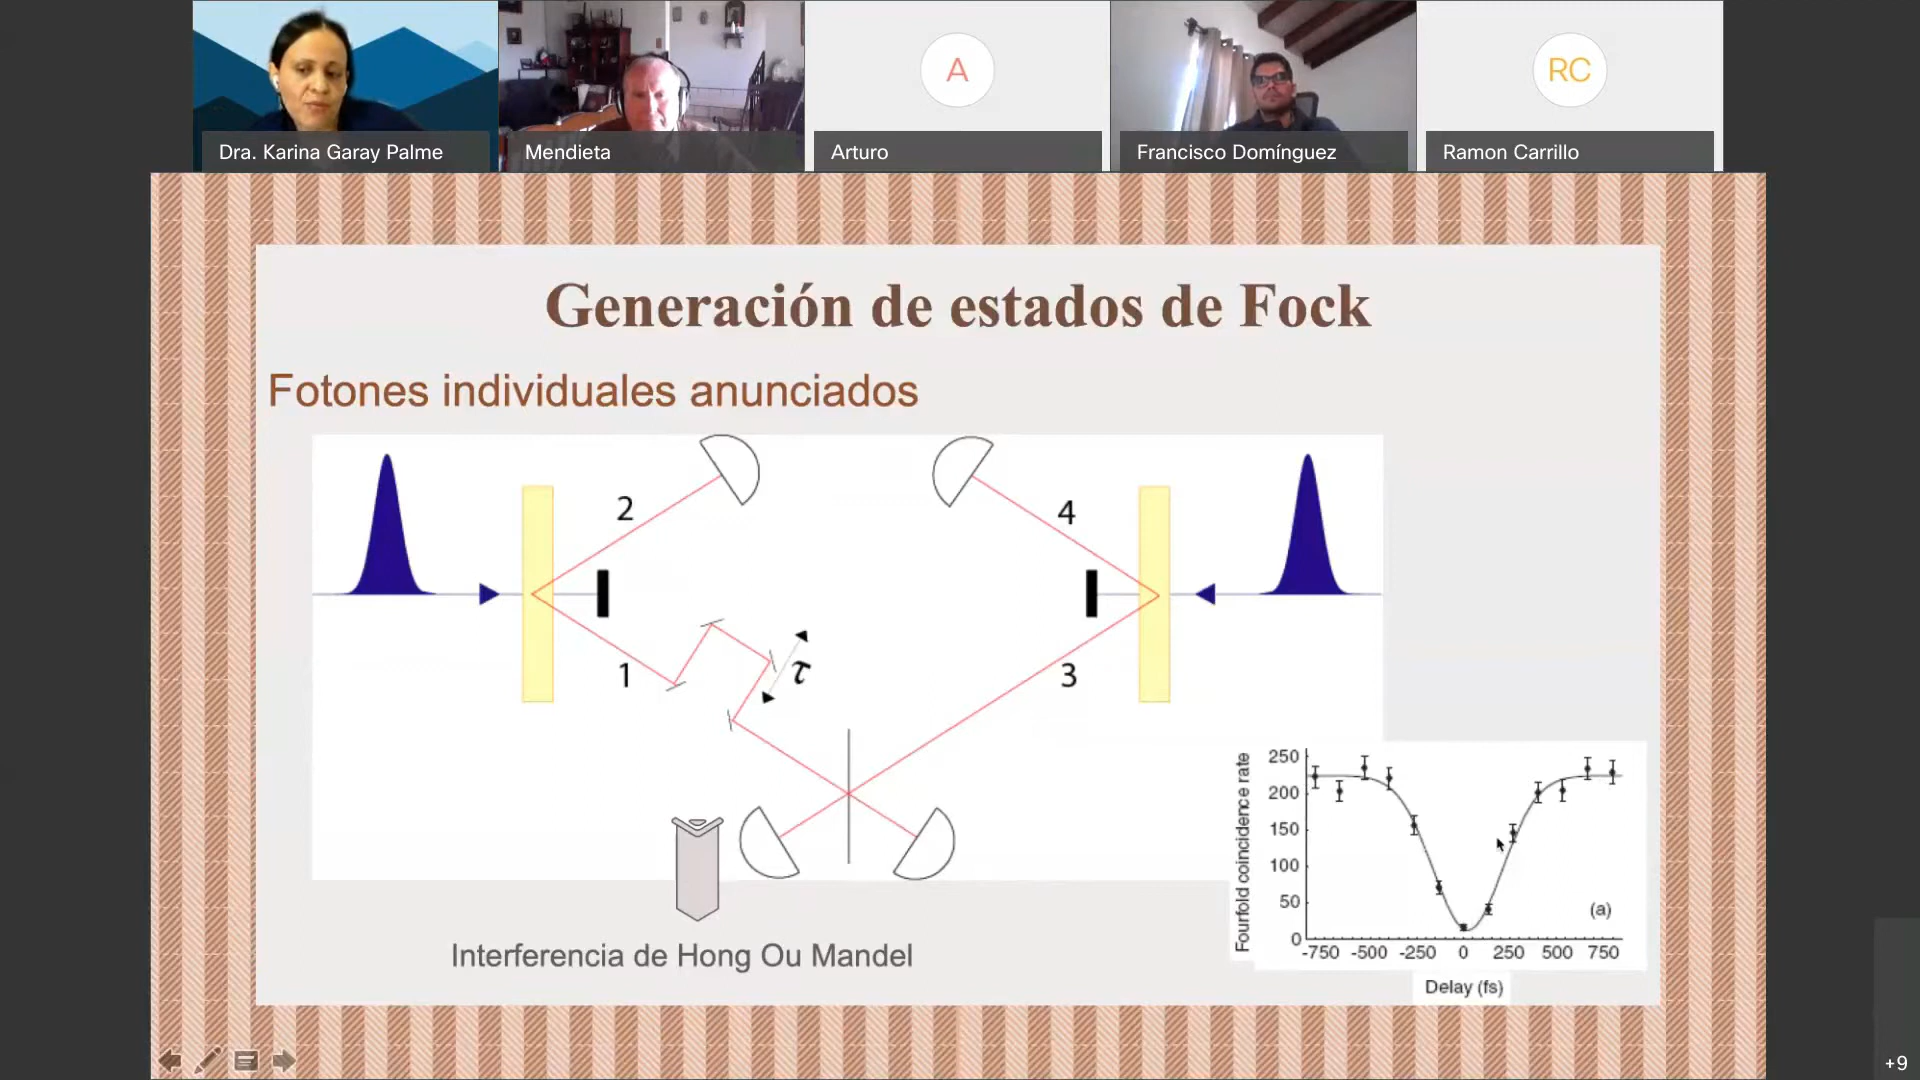 Dra. Karina Garay Palme
Mendieta
A
Arturo
Francisco Domínguez
RC
Ramon Carrillo
Generación de estados de Fock
Fotones individuales anunciados
2
4
1
τ
3
Interferencia de Hong Ou Mandel
Fourfold coincidence rate
250
200
150
100
50
0
(a)
-750 -500 -250 0 250 500 750
Delay (fs)
+9